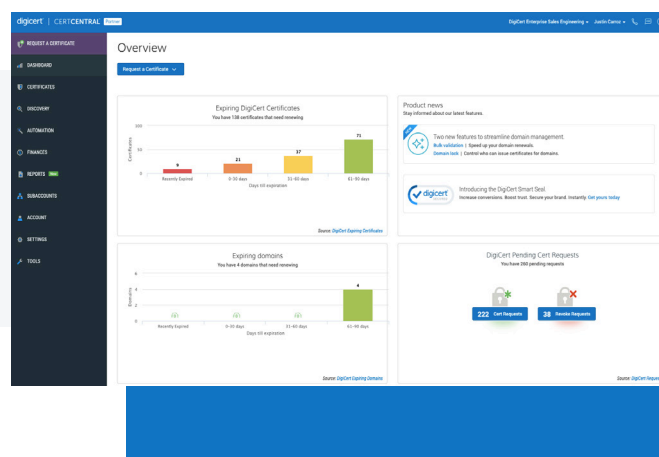 digicert | CERTCENTRAL Partner
DigiCert Enterprise Sales Engineering
REQUEST A CERTIFICATE
DASHBOARD
CERTIFICATES
DISCOVERY
AUTOMATION
FINANCES
REPORTS New
SUBACCOUNTS
ACCOUNT
SETTINGS
TOOLS
Overview
Request a Certificate
Expiring DigiCert Certificates
You have 138 certificates that need renewing
Certificates
100
50
0
9
21
37
71
Recently Expired
0-30 days
31-60 days
61-90 days
Days till expiration
Source: DigiCert Expiring Certificates
Product news
Stay informed about our latest features.
Two new features to streamline domain management.
Bulk validation | Speed up your domain renewals.
Domain lock | Control who can issue certificates for domains.
digicert
Introducing the DigiCert Smart Seal.
Increase conversions. Boost trust. Secure your brand. Instantly. Get yours today
Expiring domains
You have 4 domains that need renewing
Domains
6
4
2
0
4
Recently Expired
0-30 days
31-60 days
61-90 days
Days till expiration
Source: DigiCert Expiring Domains
DigiCert Pending Cert Requests
You have 260 pending requests
222 Cert Requests
38 Revoke Requests
Source: DigiCert